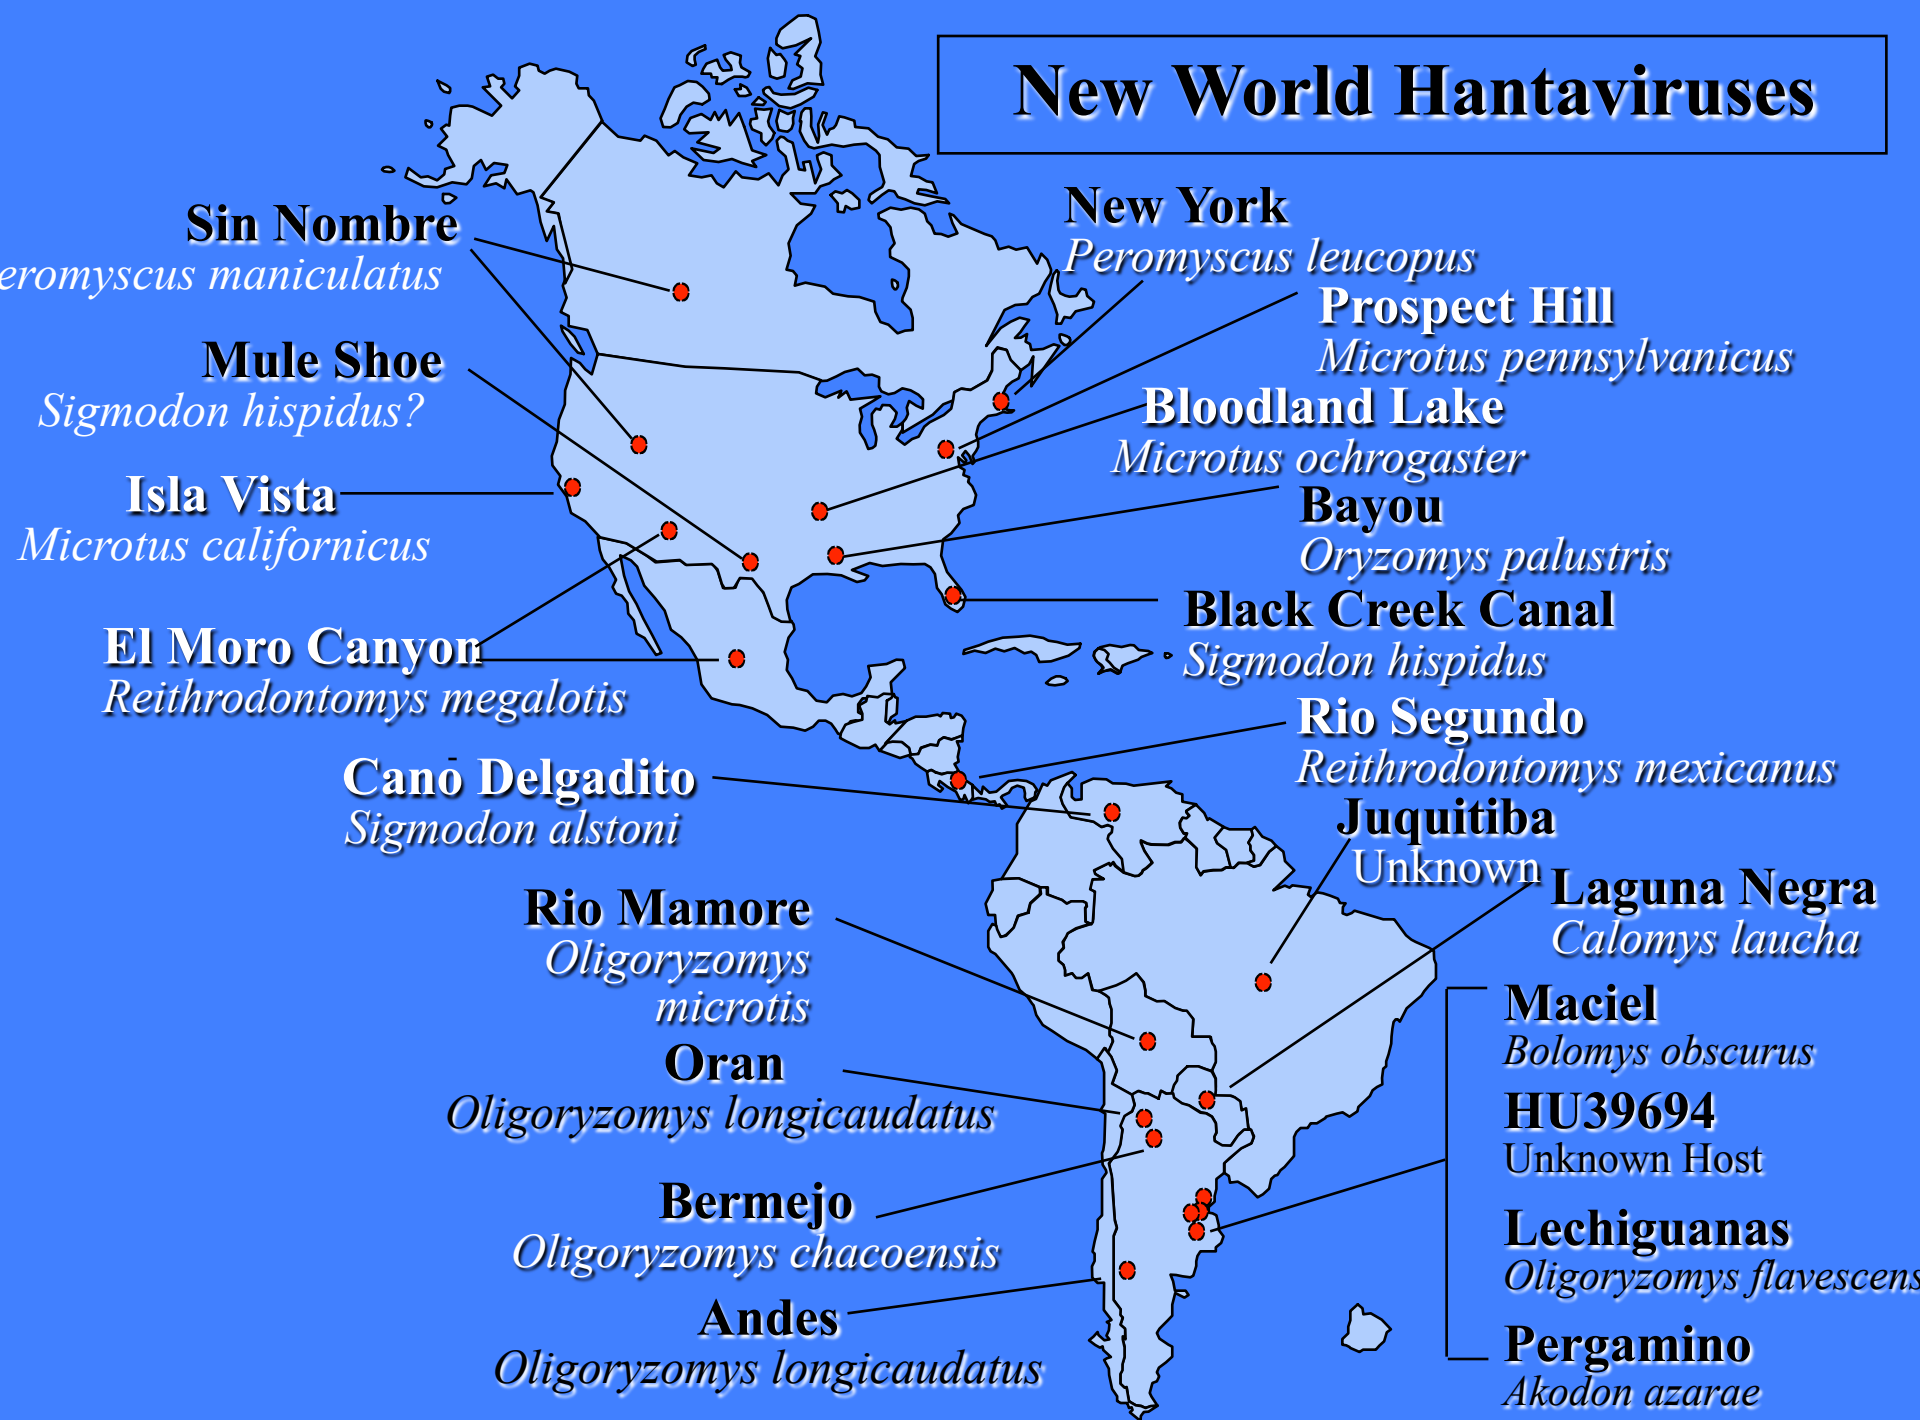 New World Hantaviruses
Sin Nombre
eromyscus maniculatus
Mule Shoe
Sigmodon hispidus?
Isla Vista
Microtus californicus
El Moro Canyon
Reithrodontomys megalotis
Cano Delgadito
Sigmodon alstoni
Rio Mamore
Oligoryzomys
microtis
Oran
Oligoryzomys longicaudatus
Bermejo
Oligoryzomys chacoensis
Andes
Oligoryzomys longicaudatus
New York
Peromyscus leucopus
Prospect Hill
Microtus pennsylvanicus
Bloodland Lake
Microtus ochrogaster
Bayou
Oryzomys palustris
Black Creek Canal
Sigmodon hispidus
Rio Segundo
Reithrodontomys mexicanus
Juquitiba
Unknown
Laguna Negra
Calomys laucha
Maciel
Bolomys obscurus
HU39694
Unknown Host
Lechiguanas
Oligoryzomys flavescens
Pergamino
Akodon azarae